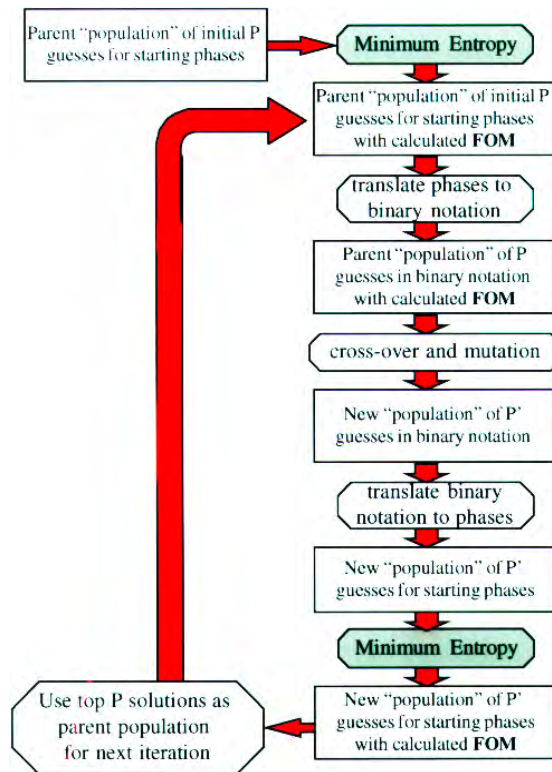 Parent “population” of initial P
guesses for starting phases
Minimum Entropy
Parent “population” of initial P
guesses for starting phases
with calculated FOM
translate phases to
binary notation
Parent “population” of P
guesses in binary notation
with calculated FOM
cross-over and mutation
New “population” of P’
guesses in binary notation
translate binary
notation to phases
New “population” of P’
guesses for starting phases
Minimum Entropy
New “population” of P’
guesses for starting phases
with calculated FOM
Use top P solutions as
parent population
for next iteration